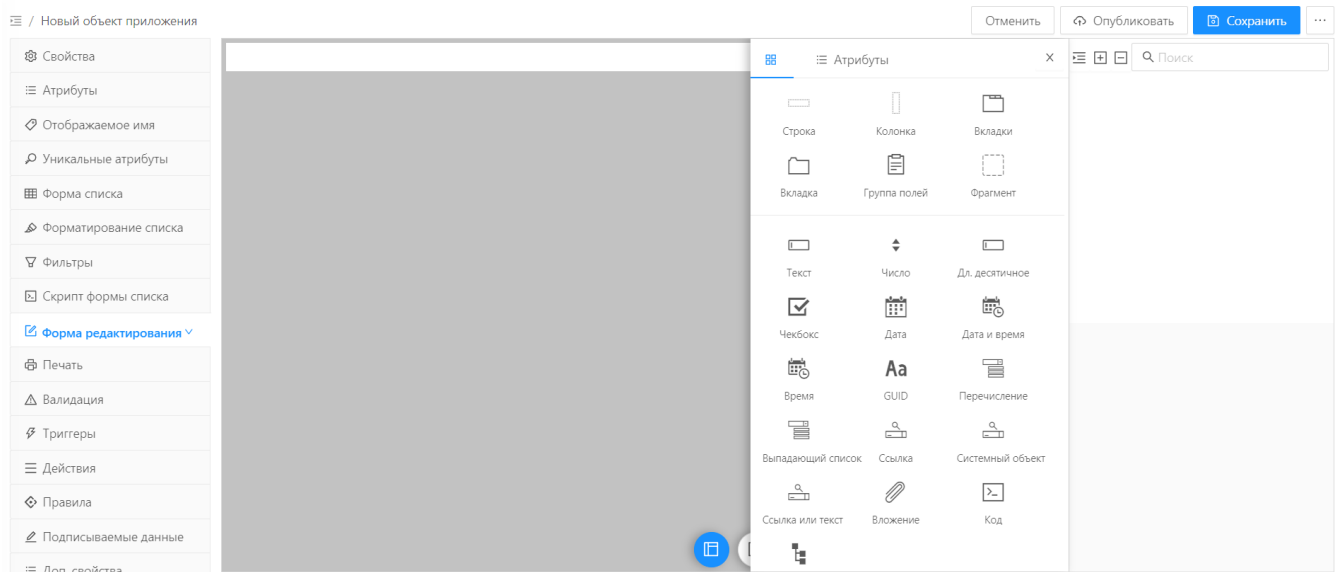 / Новый объект приложения
Отменить
Опубликовать
Сохранить
Свойства
Атрибуты
Отображаемое имя
Уникальные атрибуты
Форма списка
Форматирование списка
Фильтры
Скрипт формы списка
Форма редактирования
Печать
Валидация
Триггеры
Действия
Правила
Подписываемые данные
Доп. свойства
Атрибуты
Поиск
Строка Колонка Вкладки
Вкладка Группа полей Фрагмент
Текст Число Дл. десятичное
Чекбокс Дата Дата и время
Aa
Время GUID Перечисление
Выпадающий список Ссылка Системный объект
Ссылка или текст Вложение Код